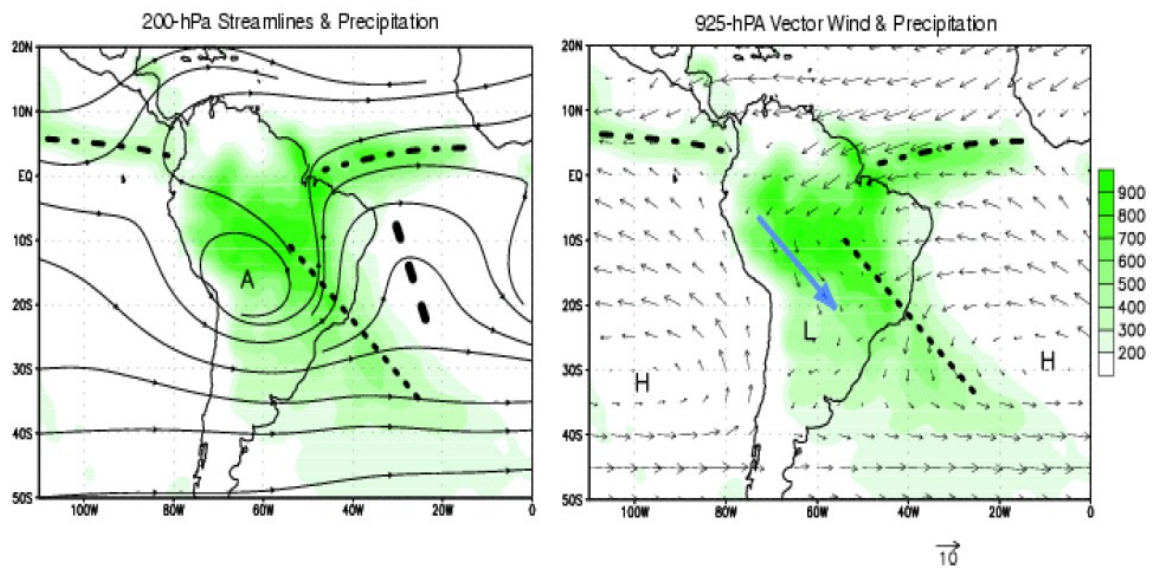 200-hPa Streamlines & Precipitation
20N
10N
EQ
10S
20S
30S
40S
50S
100W 80W 60W 40W 20W 0
A
925-hPA Vector Wind & Precipitation
20N
10N
EQ
10S
20S
30S
40S
50S
100W 80W 60W 40W 20W 0
L
H
H
900
800
700
600
500
400
300
200
10